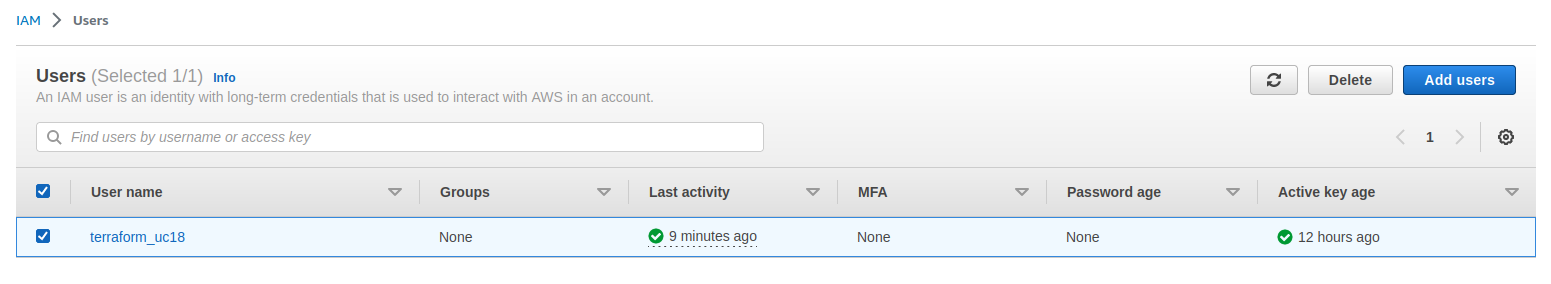 IAM Users
Users (Selected 1/1) Info
Delete
Add users
An IAM user is an identity with long-term credentials that is used to interact with AWS in an account.
Find users by username or access key
1
User name Groups Last activity MFA Password age Active key age
terraform_uc18 None 9 minutes ago None None 12 hours ago